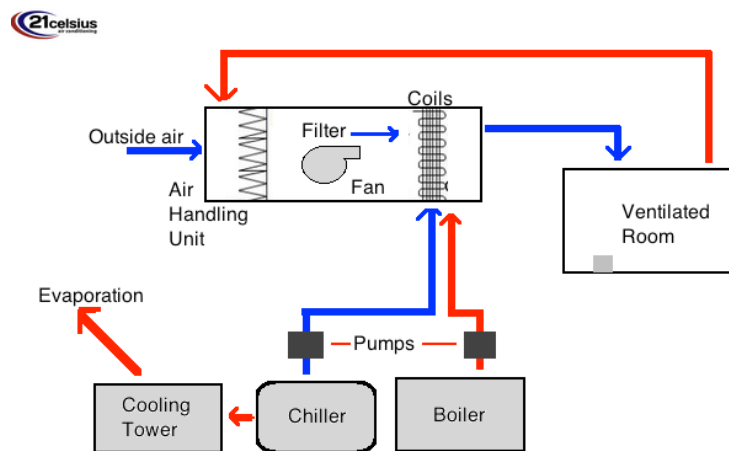 21celsius
air conditioning
Coils
Outside air
Filter
Fan
Air
Handling
Unit
Ventilated
Room
Evaporation
Pumps
Cooling
Tower
Chiller
Boiler